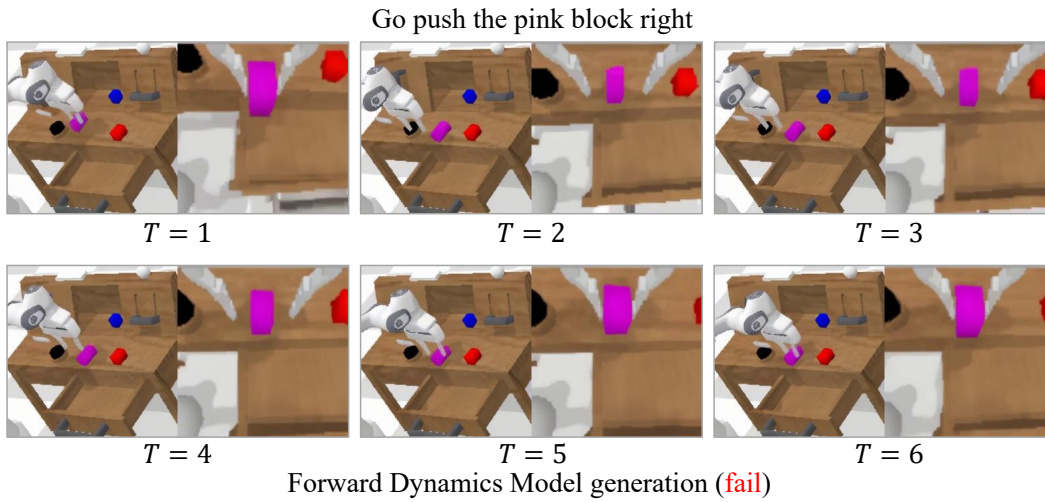 Go push the pink block right
T = 1
T = 2
T = 3
T = 4
T = 5
T = 6
Forward Dynamics Model generation (fail)